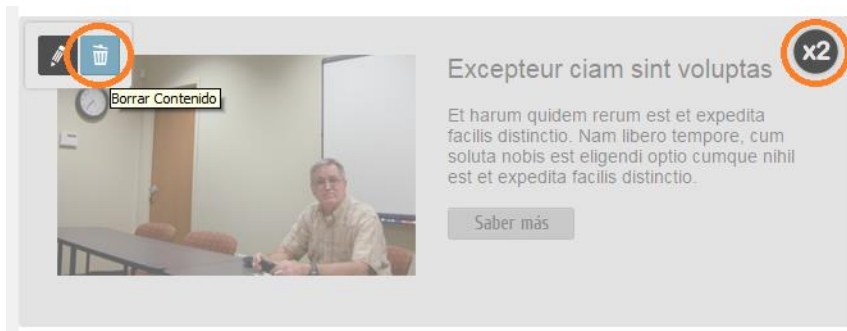 x2
Borrar Contenido
Excepteur ciam sint voluptas
Et harum quidem rerum est et expedita
facilis distinctio. Nam libero tempore, cum
soluta nobis est eligendi optio cumque nihil
est et expedita facilis distinctio.
Saber más